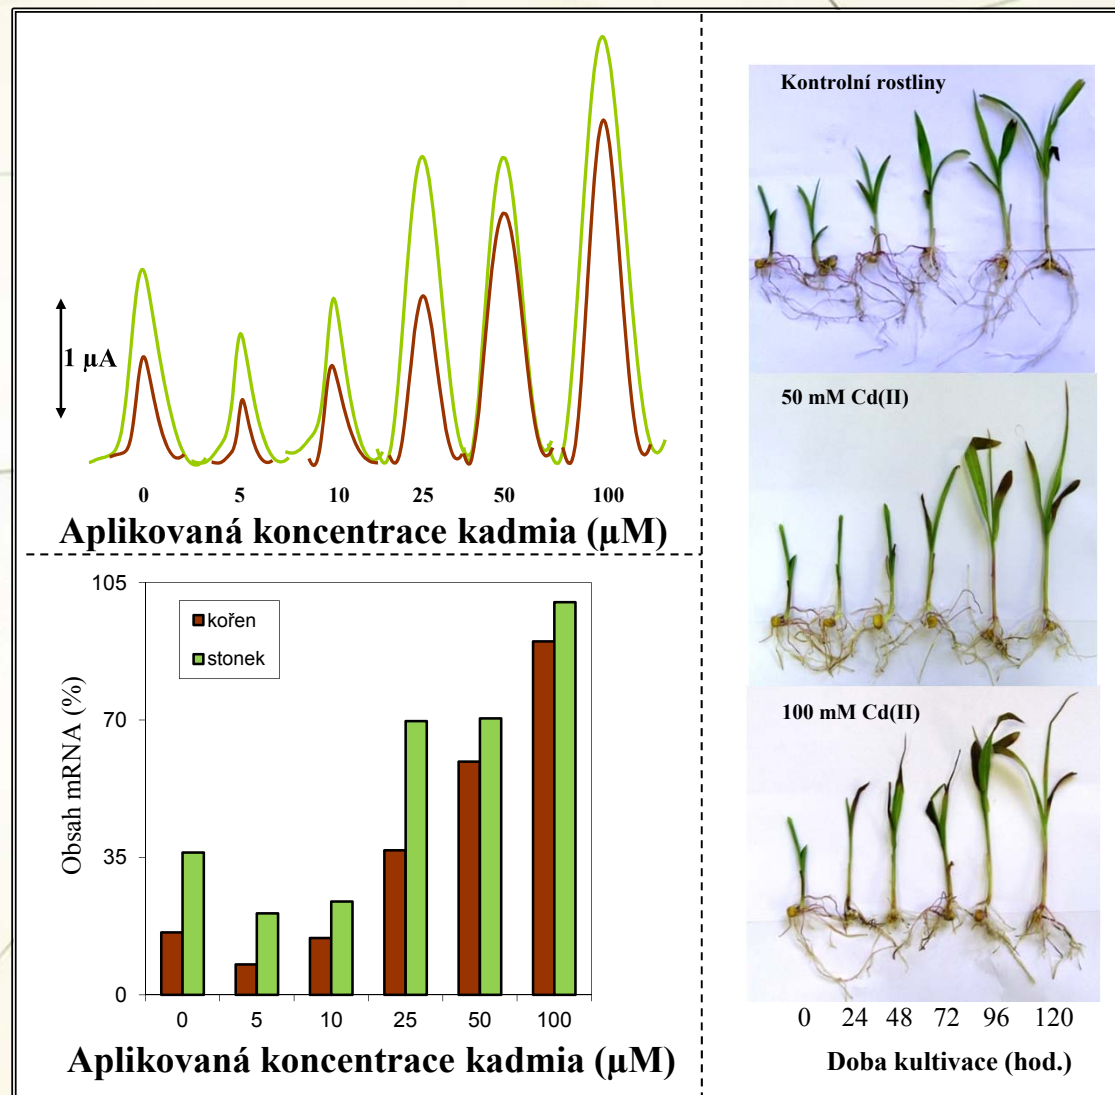 1 µA
0 5 10 25 50 100
Aplikovaná koncentrace kadmia (µM)
105
70
35
0
Obsah mRNA (%)
kořen
stonek
0 5 10 25 50 100
Aplikovaná koncentrace kadmia (µM)
Kontrolní rostliny
50 mM Cd(II)
100 mM Cd(II)
0 24 48 72 96 120
Doba kultivace (hod.)